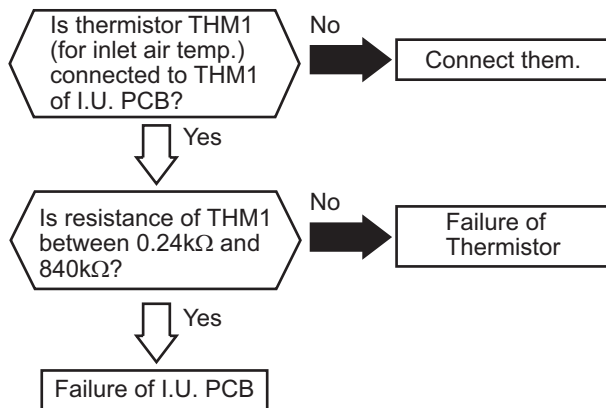 Is thermistor THM1
(for inlet air temp.)
connected to THM1
of I.U. PCB?
No
Connect them.
Yes
Is resistance of THM1
between 0.24kΩ and
840kΩ?
No
Failure of
Thermistor
Yes
Failure of I.U. PCB